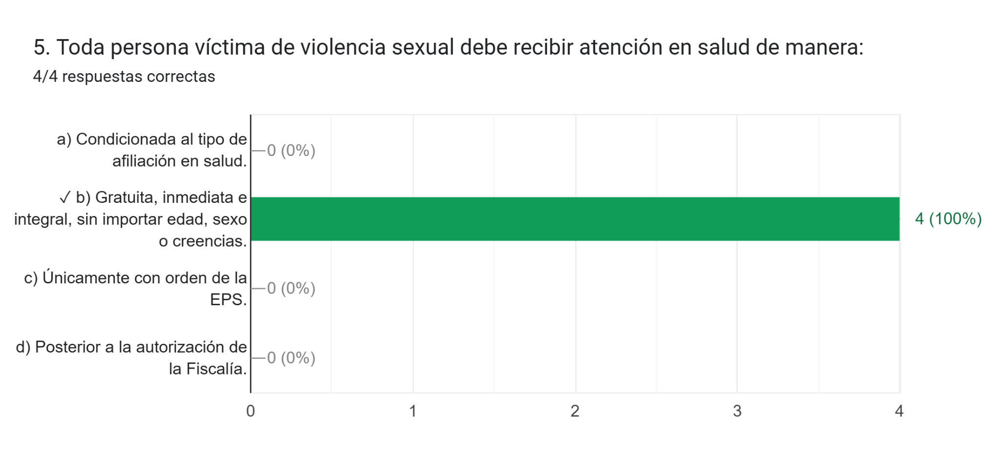 5. Toda persona víctima de violencia sexual debe recibir atención en salud de manera:
4/4 respuestas correctas
a) Condicionada al tipo de
afiliación en salud.
0 (0%)
✓ b) Gratuita, inmediata e
integral, sin importar edad, sexo
o creencias.
4 (100%)
c) Únicamente con orden de la
EPS.
0 (0%)
d) Posterior a la autorización de
la Fiscalía.
0 (0%)
0 1 2 3 4